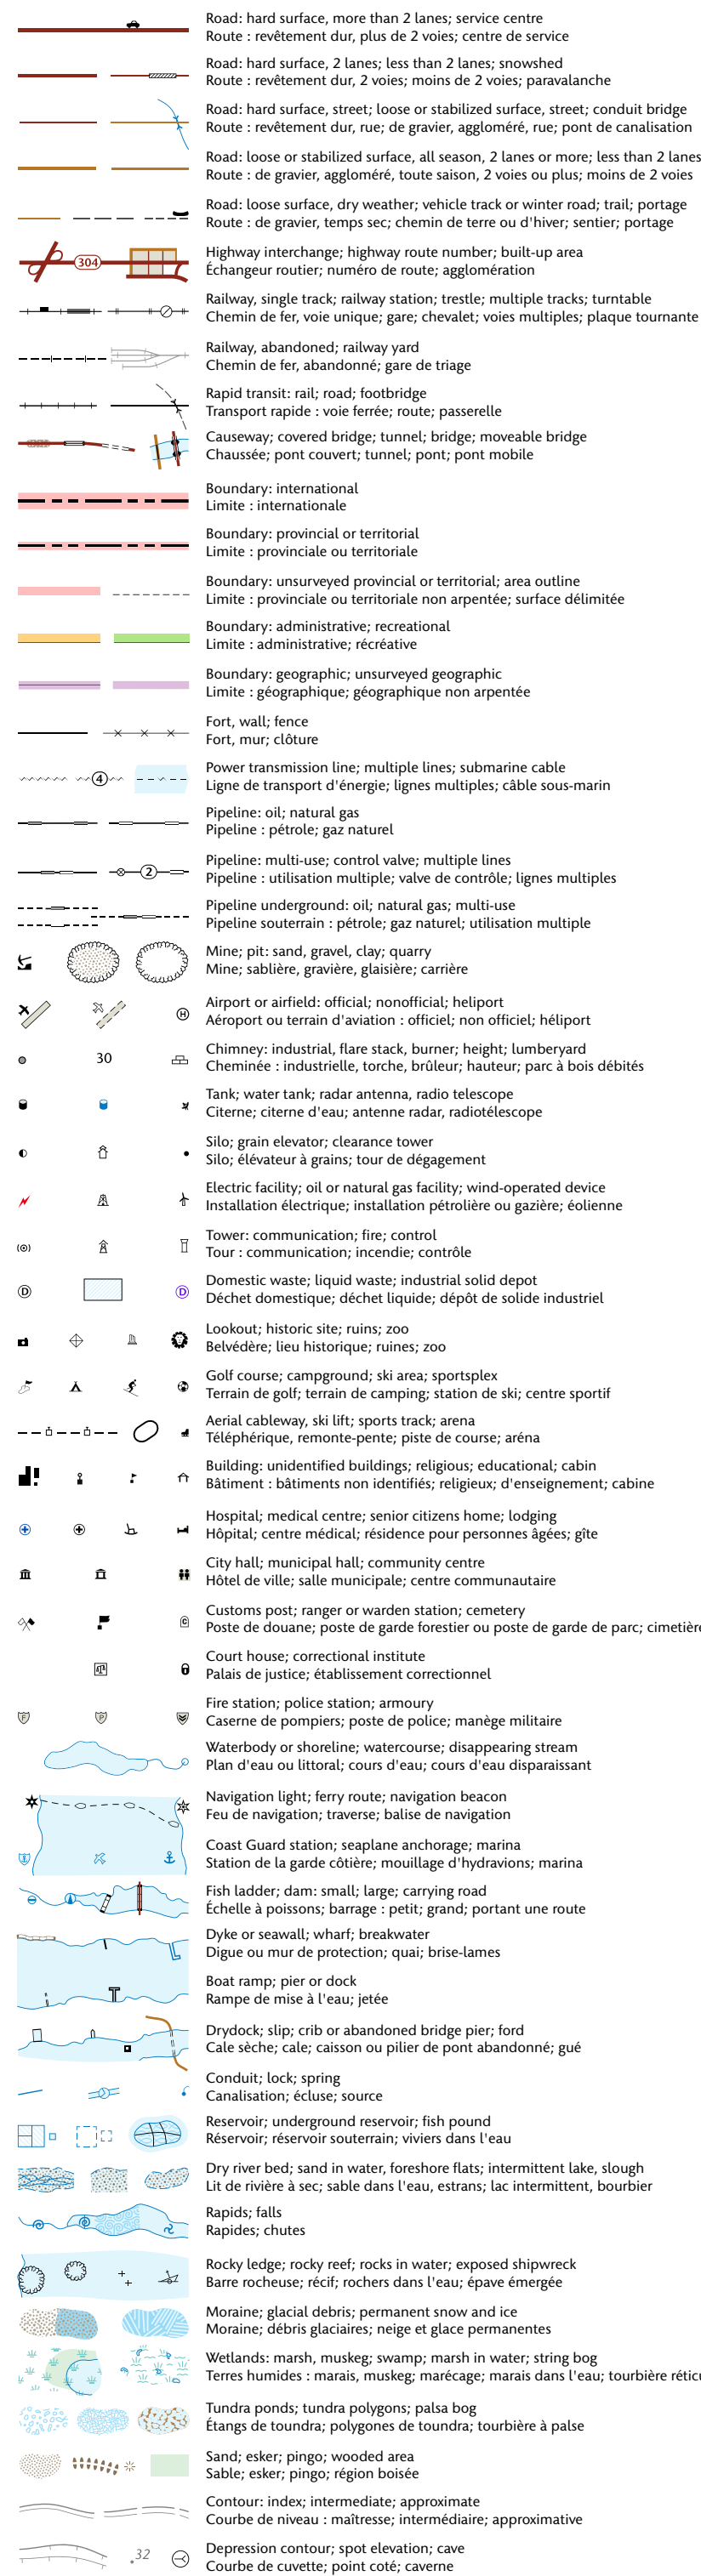 Road: hard surface, more than 2 lanes; service centre
Route : revêtement dur, plus de 2 voies; centre de service
Road: hard surface, 2 lanes; less than 2 lanes; snowshed
Route : revêtement dur, 2 voies; moins de 2 voies; paravalanche
Road: hard surface, street; loose or stabilized surface, street; conduit bridge
Route : revêtement dur, rue; de gravier, aggloméré, rue; pont de canalisation
Road: loose or stabilized surface, all season, 2 lanes or more; less than 2 lanes
Route : de gravier, aggloméré, toute saison, 2 voies ou plus; moins de 2 voies
Road: loose surface, dry weather; vehicle track or winter road; trail; portage
Route : de gravier, temps sec; chemin de terre ou d'hiver; sentier; portage
304
Highway interchange; highway route number; built-up area
Échangeur routier; numéro de route; agglomération
Railway, single track; railway station; trestle; multiple tracks; turntable
Chemin de fer, voie unique; gare; chevalet; voies multiples; plaque tournante
Railway, abandoned; railway yard
Chemin de fer, abandonné; gare de triage
Rapid transit: rail; road; footbridge
Transport rapide : voie ferrée; route; passerelle
Causeway; covered bridge; tunnel; bridge; moveable bridge
Chaussée; pont couvert; tunnel; pont; pont mobile
Boundary: international
Limite : internationale
Boundary: provincial or territorial
Limite : provinciale ou territoriale
Boundary: unsurveyed provincial or territorial; area outline
Limite : provinciale ou territoriale non arpentée; surface délimitée
Boundary: administrative; recreational
Limite : administrative; récréative
Boundary: geographic; unsurveyed geographic
Limite : géographique; géographique non arpentée
Fort, wall; fence
Fort, mur; clôture
4
Power transmission line; multiple lines; submarine cable
Ligne de transport d'énergie; lignes multiples; câble sous-marin
Pipeline: oil; natural gas
Pipeline : pétrole; gaz naturel
2
Pipeline: multi-use; control valve; multiple lines
Pipeline : utilisation multiple; valve de contrôle; lignes multiples
Pipeline underground: oil; natural gas; multi-use
Pipeline souterrain : pétrole; gaz naturel; utilisation multiple
Mine; pit: sand, gravel, clay; quarry
Mine; sablière, gravière, glaisière; carrière
H
Airport or airfield: official; nonofficial; heliport
Aéroport ou terrain d'aviation : officiel; non officiel; héliport
30
Chimney: industrial, flare stack, burner; height; lumberyard
Cheminée : industrielle, torche, brûleur; hauteur; parc à bois débités
Tank; water tank; radar antenna, radio telescope
Citerne; citerne d'eau; antenne radar, radiotélescope
Silo; grain elevator; clearance tower
Silo; élévateur à grains; tour de dégagement
Electric facility; oil or natural gas facility; wind-operated device
Installation électrique; installation pétrolière ou gazière; éolienne
Tower: communication; fire; control
Tour : communication; incendie; contrôle
D D
Domestic waste; liquid waste; industrial solid depot
Déchet domestique; déchet liquide; dépôt de solide industriel
Lookout; historic site; ruins; zoo
Belvédère; lieu historique; ruines; zoo
Golf course; campground; ski area; sportsplex
Terrain de golf; terrain de camping; station de ski; centre sportif
Aerial cableway, ski lift; sports track; arena
Téléphérique, remonte-pente; piste de course; aréna
Building: unidentified buildings; religious; educational; cabin
Bâtiment : bâtiments non identifiés; religieux; d'enseignement; cabine
Hospital; medical centre; senior citizens home; lodging
Hôpital; centre médical; résidence pour personnes âgées; gîte
City hall; municipal hall; community centre
Hôtel de ville; salle municipale; centre communautaire
C
Customs post; ranger or warden station; cemetery
Poste de douane; poste de garde forestier ou poste de garde de parc; cimetière
Court house; correctional institute
Palais de justice; établissement correctionnel
F P
Fire station; police station; armoury
Caserne de pompiers; poste de police; manège militaire
Waterbody or shoreline; watercourse; disappearing stream
Plan d'eau ou littoral; cours d'eau; cours d'eau disparaissant
Navigation light; ferry route; navigation beacon
Feu de navigation; traverse; balise de navigation
Coast Guard station; seaplane anchorage; marina
Station de la garde côtière; mouillage d'hydravions; marina
Fish ladder; dam: small; large; carrying road
Échelle à poissons; barrage : petit; grand; portant une route
Dyke or seawall; wharf; breakwater
Digue ou mur de protection; quai; brise-lames
Boat ramp; pier or dock
Rampe de mise à l'eau; jetée
Drydock; slip; crib or abandoned bridge pier; ford
Cale sèche; cale; caisson ou pilier de pont abandonné; gué
Conduit; lock; spring
Canalisation; écluse; source
Reservoir; underground reservoir; fish pound
Réservoir; réservoir souterrain; viviers dans l'eau
Dry river bed; sand in water, foreshore flats; intermittent lake, slough
Lit de rivière à sec; sable dans l'eau, estrans; lac intermittent, bourbier
Rapids; falls
Rapides; chutes
Rocky ledge; rocky reef; rocks in water; exposed shipwreck
Barre rocheuse; récif; rochers dans l'eau; épave émergée
Moraine; glacial debris; permanent snow and ice
Moraine; débris glaciaires; neige et glace permanentes
Wetlands: marsh, muskeg; swamp; marsh in water; string bog
Terres humides : marais, muskeg; marécage; marais dans l'eau; tourbière réticu
Tundra ponds; tundra polygons; palsa bog
Étangs de toundra; polygones de toundra; tourbière à palse
Sand; esker; pingo; wooded area
Sable; esker; pingo; région boisée
Contour: index; intermediate; approximate
Courbe de niveau : maîtresse; intermédiaire; approximative
.32
Depression contour; spot elevation; cave
Courbe de cuvette; point coté; caverne